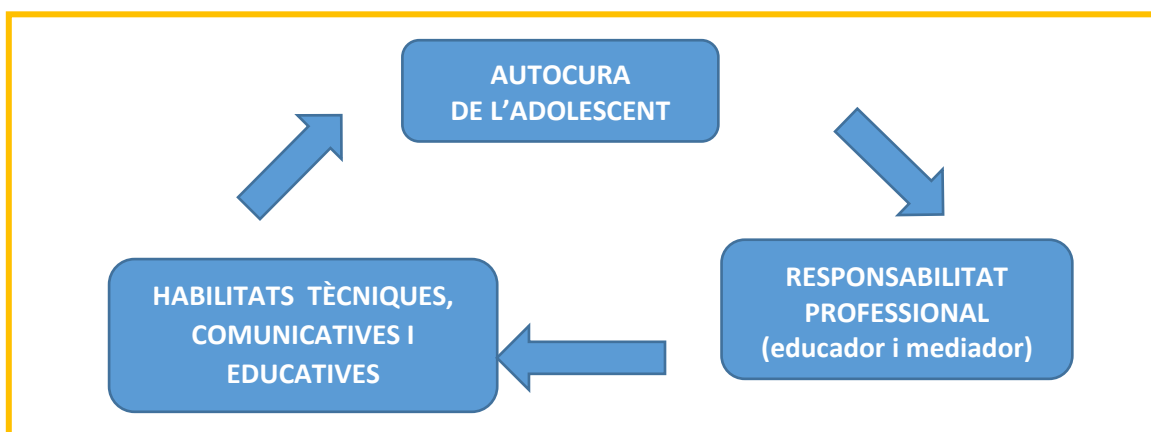 AUTOCURA
DE L’ADOLESCENT
HABILITATS  TÈCNIQUES,
COMUNICATIVES I
EDUCATIVES
RESPONSABILITAT
PROFESSIONAL
(educador i mediador)